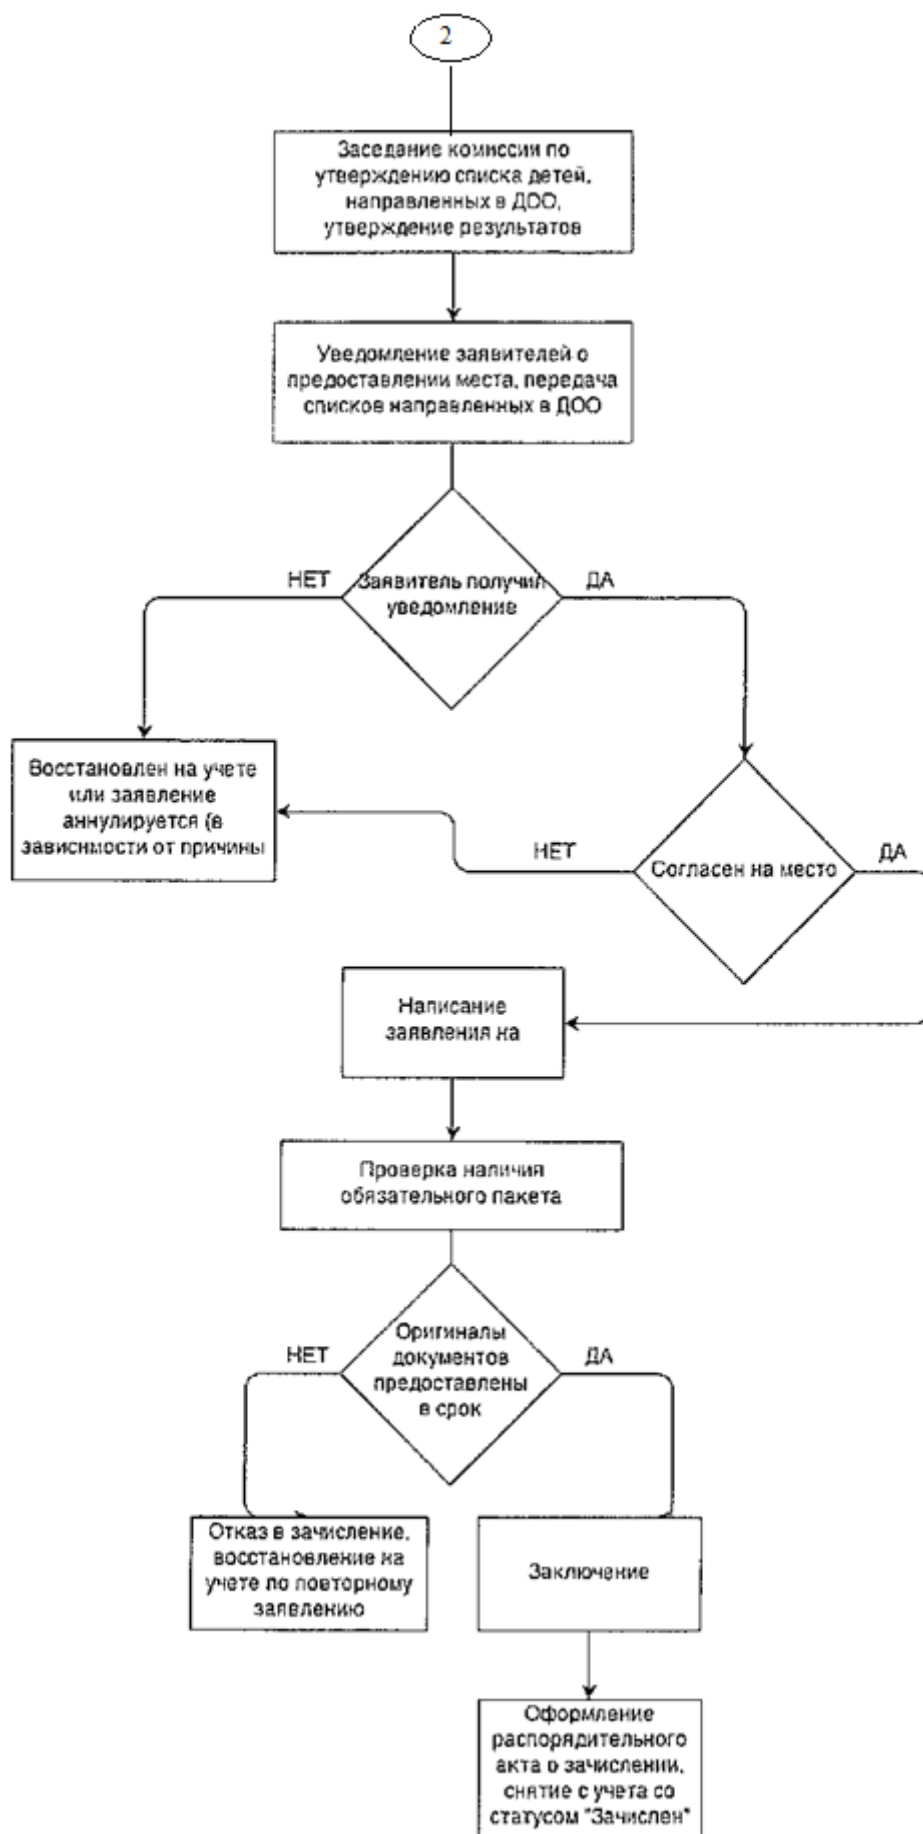 2
Заседание комиссии по
утверждению списка детей,
направленных в ДОО,
утверждение результатов
Уведомление заявителей о
предоставлении места, передача
списков направленных в ДОО
НЕТ
Заявитель получил
уведомление
ДА
Восстановлен на учете
или заявление
аннулируется (в
зависимости от причины
НЕТ
Согласен на место
ДА
Написание
заявления на
Проверка наличия
обязательного пакета
НЕТ
Оригиналы
документов
предоставлены
в срок
ДА
Отказ в зачисление,
восстановление на
учете по повторному
заявлению
Заключение
Оформление
распорядительного
акта о зачислении,
снятие с учета со
статусом "Зачислен"